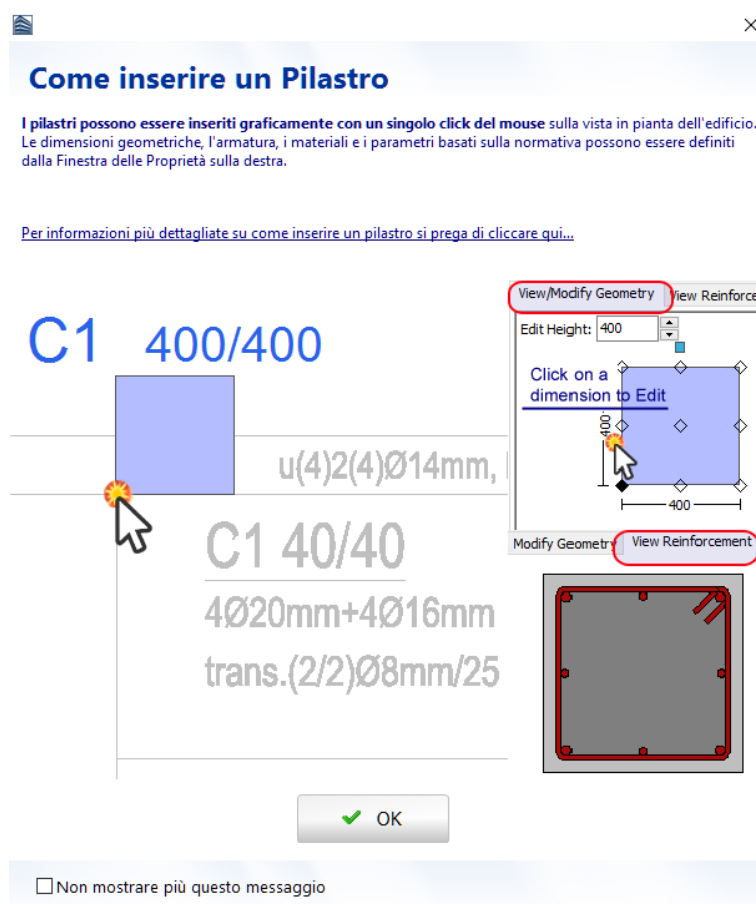 Come inserire un Pilastro
I pilastri possono essere inseriti graficamente con un singolo click del mouse sulla vista in pianta dell'edificio.
Le dimensioni geometriche, l'armatura, i materiali e i parametri basati sulla normativa possono essere definiti
dalla Finestra delle Proprietà sulla destra.
Per informazioni più dettagliate su come inserire un pilastro si prega di cliccare qui...
View/Modify Geometry View
Edit Height: 400
Click on a
dimension to Edit
400
400
C1 400/400
u(4)2(4)Ø14mm,
C1 40/40
4Ø20mm+4Ø16mm
trans.(2/2)Ø8mm/25
Modify Geometry View Reinforcement
OK
Non mostrare più questo messaggio